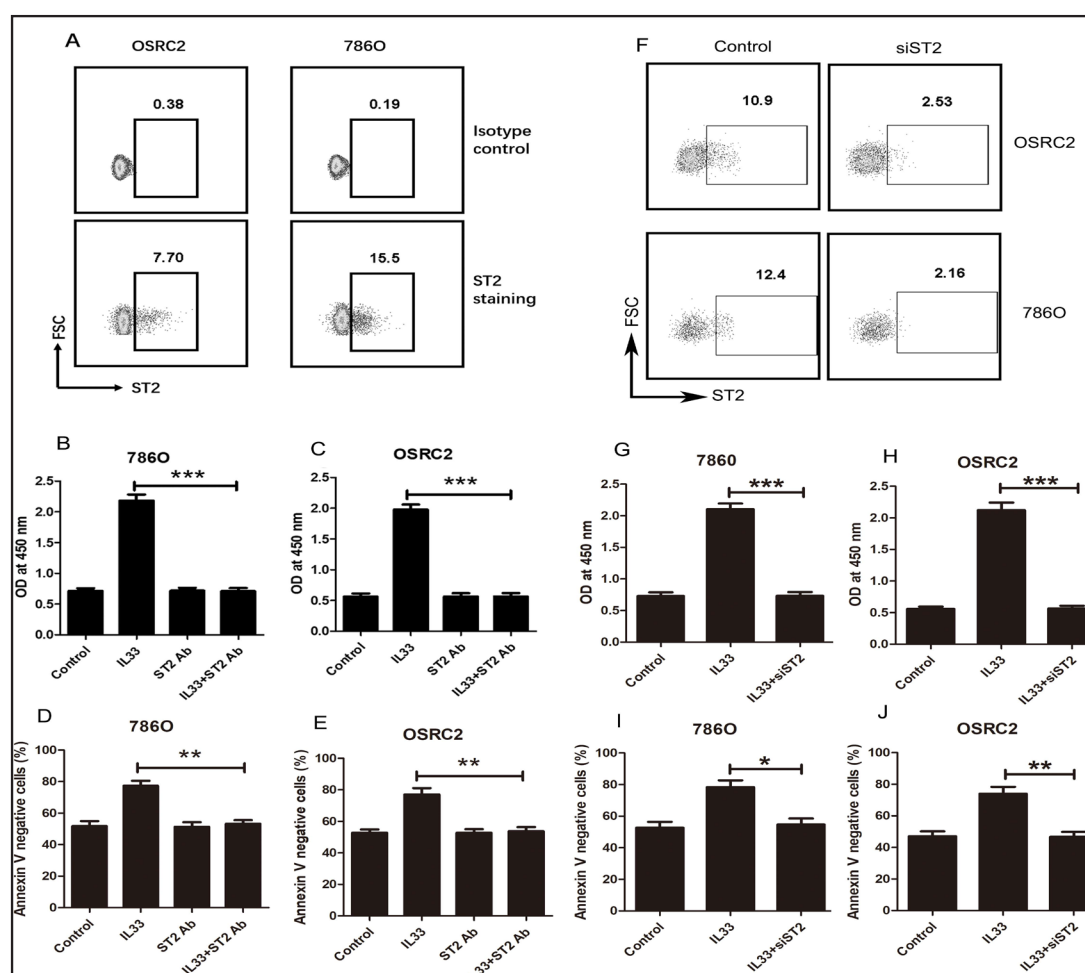 A
OSRC2
786O
0.38
0.19
Isotype
control
7.70
15.5
ST2
staining
FSC
ST2
F
Control
siST2
10.9
2.53
OSRC2
12.4
2.16
786O
FSC
ST2
B
786O
***
OD at 450 nm
2.5
2.0
1.5
1.0
0.5
0.0
Control
IL33
ST2 Ab
IL33+ST2 Ab
C
OSRC2
***
OD at 450 nm
2.5
2.0
1.5
1.0
0.5
0.0
Control
IL33
ST2 Ab
IL33+ST2 Ab
G
7860
***
OD at 450 nm
2.5
2.0
1.5
1.0
0.5
0.0
Control
IL33
IL33+siST2
H
OSRC2
***
OD at 450 nm
2.5
2.0
1.5
1.0
0.5
0.0
Control
IL33
IL33+siST2
D
786O
**
Annexin V negative cells (%)
100
80
60
40
20
0
Control
IL33
ST2 Ab
IL33+ST2 Ab
E
OSRC2
**
Annexin V negative cells (%)
100
80
60
40
20
0
Control
IL33
ST2 Ab
33+ST2 Ab
I
786O
*
Annexin V negative cells (%)
100
80
60
40
20
0
Control
IL33
IL33+siST2
J
OSRC2
**
Annexin V negative cells (%)
100
80
60
40
20
0
Control
IL33
IL33+siST2